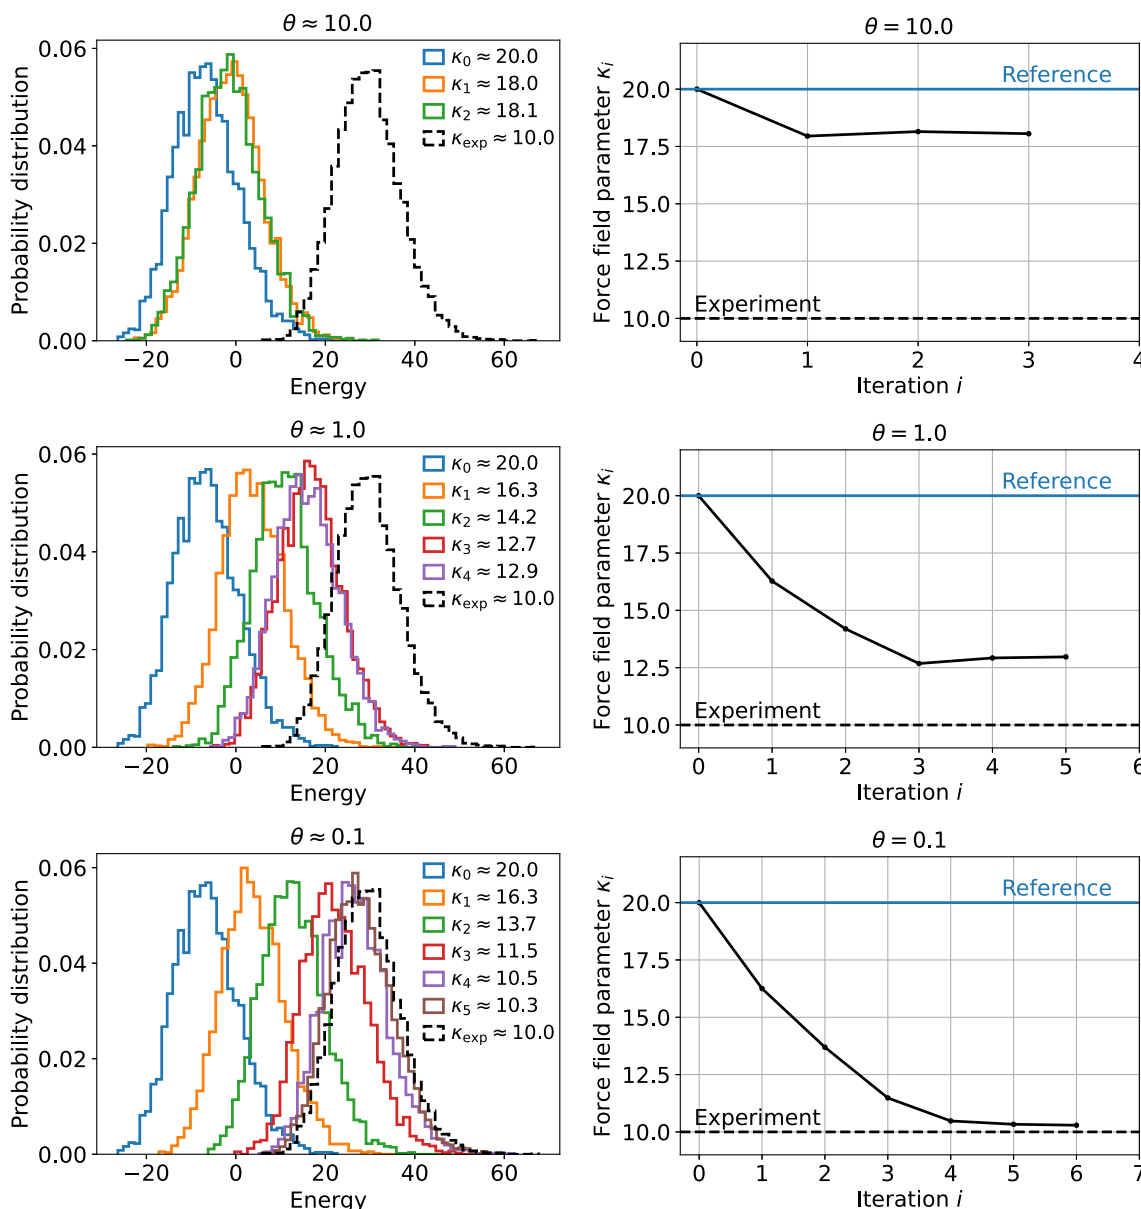 θ ≈ 10.0
Probability distribution
0.06
0.04
0.02
0.00
κ₀ ≈ 20.0
κ₁ ≈ 18.0
κ₂ ≈ 18.1
κexp ≈ 10.0
−20 0 20 40 60
Energy
θ = 10.0
Force field parameter κᵢ
20.0
17.5
15.0
12.5
10.0
Reference
Experiment
0 1 2 3 4
Iteration i
θ ≈ 1.0
Probability distribution
0.06
0.04
0.02
0.00
κ₀ ≈ 20.0
κ₁ ≈ 16.3
κ₂ ≈ 14.2
κ₃ ≈ 12.7
κ₄ ≈ 12.9
κexp ≈ 10.0
−20 0 20 40 60
Energy
θ = 1.0
Force field parameter κᵢ
20.0
17.5
15.0
12.5
10.0
Reference
Experiment
0 1 2 3 4 5 6
Iteration i
θ ≈ 0.1
Probability distribution
0.06
0.04
0.02
0.00
κ₀ ≈ 20.0
κ₁ ≈ 16.3
κ₂ ≈ 13.7
κ₃ ≈ 11.5
κ₄ ≈ 10.5
κ₅ ≈ 10.3
κexp ≈ 10.0
−20 0 20 40 60
Energy
θ = 0.1
Force field parameter κᵢ
20.0
17.5
15.0
12.5
10.0
Reference
Experiment
0 1 2 3 4 5 6 7
Iteration i